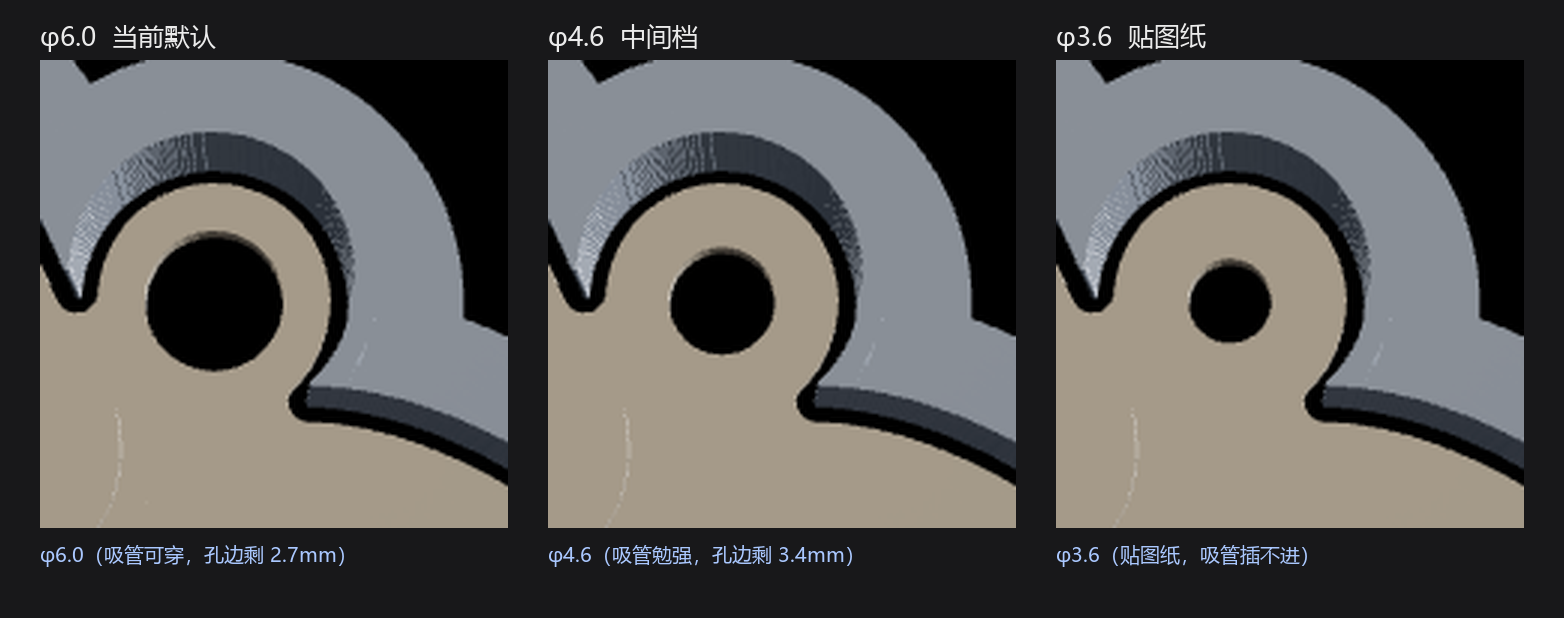 φ6.0 当前默认
φ4.6 中间档
φ3.6 贴图纸
φ6.0（吸管可穿，孔边剩 2.7mm）
φ4.6（吸管勉强，孔边剩 3.4mm）
φ3.6（贴图纸，吸管插不进）